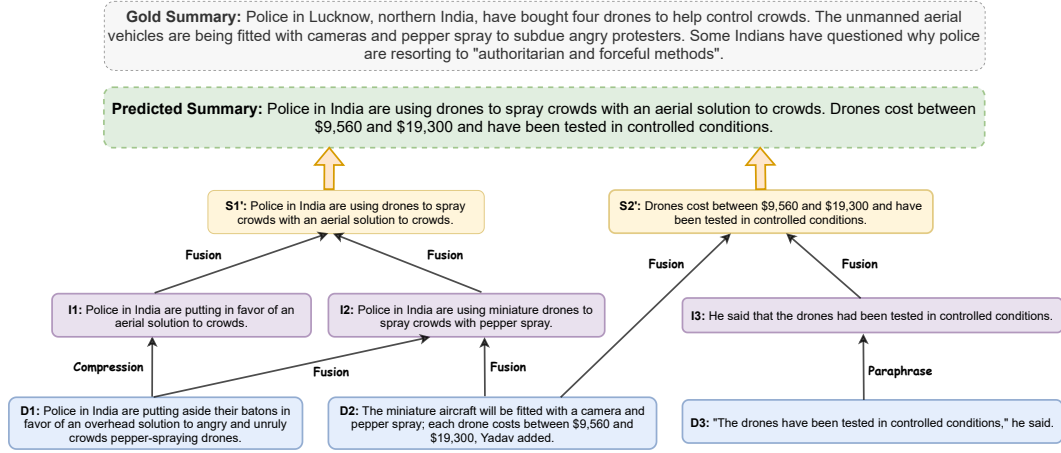 Gold Summary: Police in Lucknow, northern India, have bought four drones to help control crowds. The unmanned aerial
vehicles are being fitted with cameras and pepper spray to subdue angry protesters. Some Indians have questioned why police
are resorting to "authoritarian and forceful methods".
Predicted Summary: Police in India are using drones to spray crowds with an aerial solution to crowds. Drones cost between
$9,560 and $19,300 and have been tested in controlled conditions.
S1': Police in India are using drones to spray
crowds with an aerial solution to crowds.
S2': Drones cost between $9,560 and $19,300 and have
been tested in controlled conditions.
Fusion
Fusion
Fusion
Fusion
I1: Police in India are putting in favor of an
aerial solution to crowds.
I2: Police in India are using miniature drones to
spray crowds with pepper spray.
I3: He said that the drones had been tested in controlled conditions.
Compression
Fusion
Fusion
Paraphrase
D1: Police in India are putting aside their batons in
favor of an overhead solution to angry and unruly
crowds pepper-spraying drones.
D2: The miniature aircraft will be fitted with a camera and
pepper spray; each drone costs between $9,560 and
$19,300, Yadav added.
D3: "The drones have been tested in controlled conditions," he said.